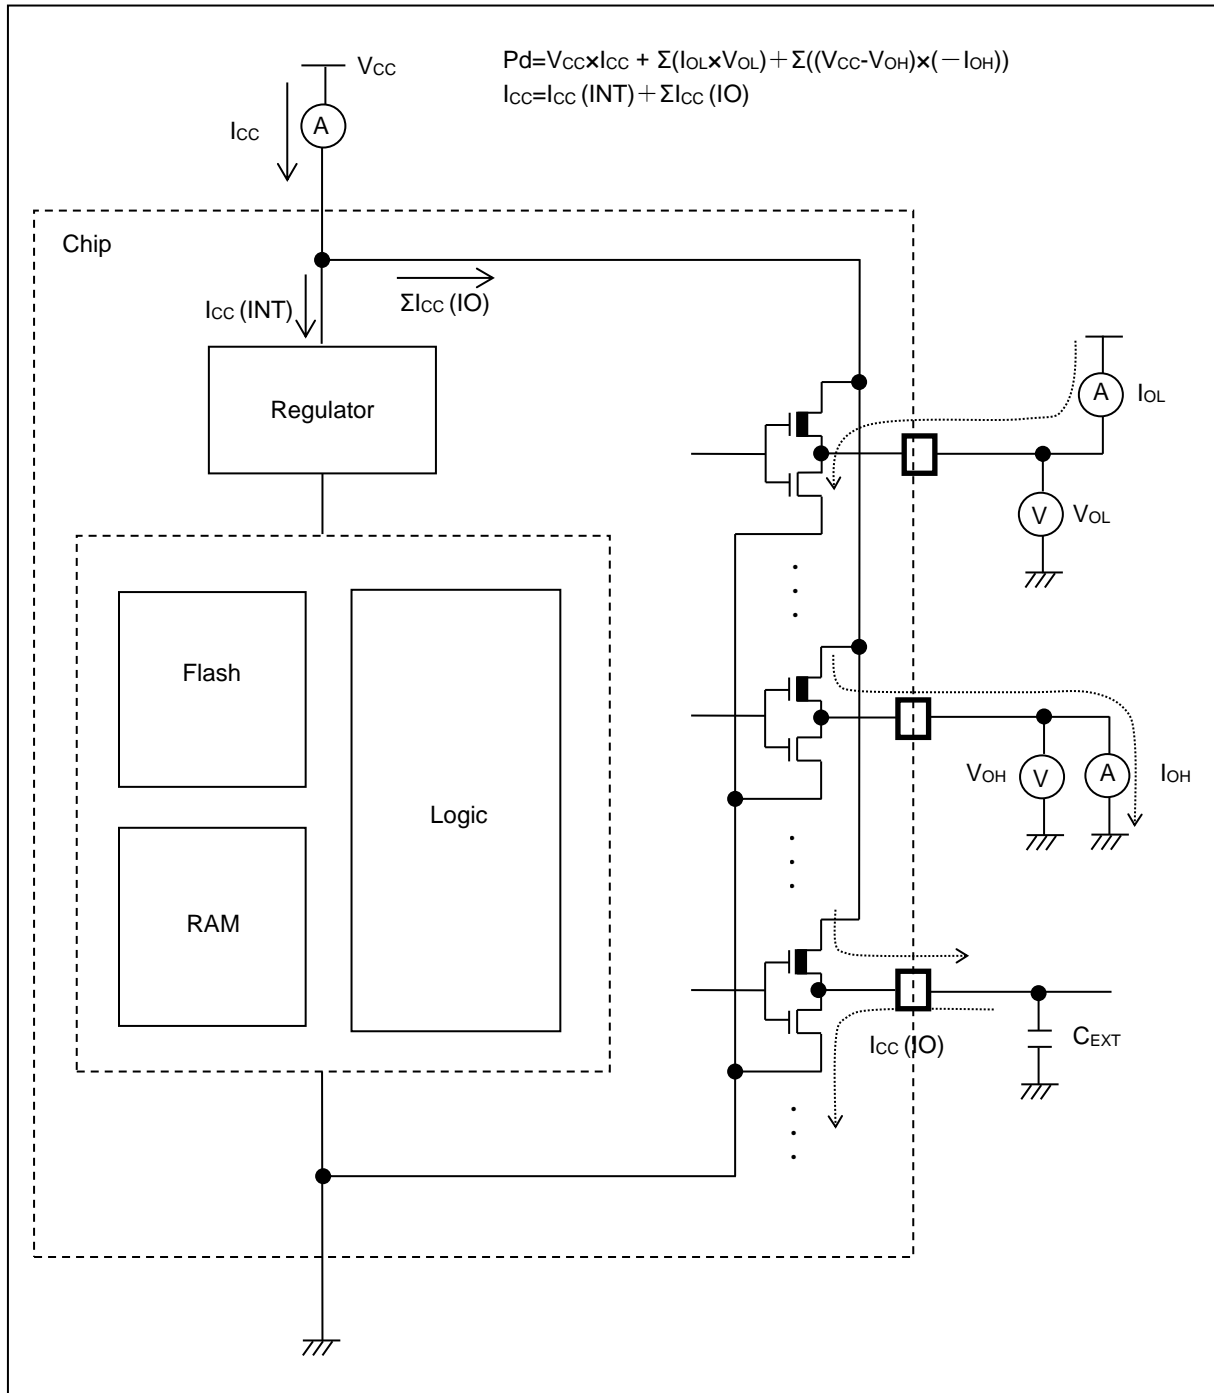 Pd=VCC×ICC + Σ(IOL×VOL)+Σ((VCC-VOH)×(-IOH))
ICC=ICC (INT)+ΣICC (IO)
VCC
ICC
A
Chip
ICC (INT)
ΣICC (IO)
Regulator
A
IOL
V
VOL
Flash
Logic
RAM
VOH
V
A
IOH
ICC (IO)
CEXT